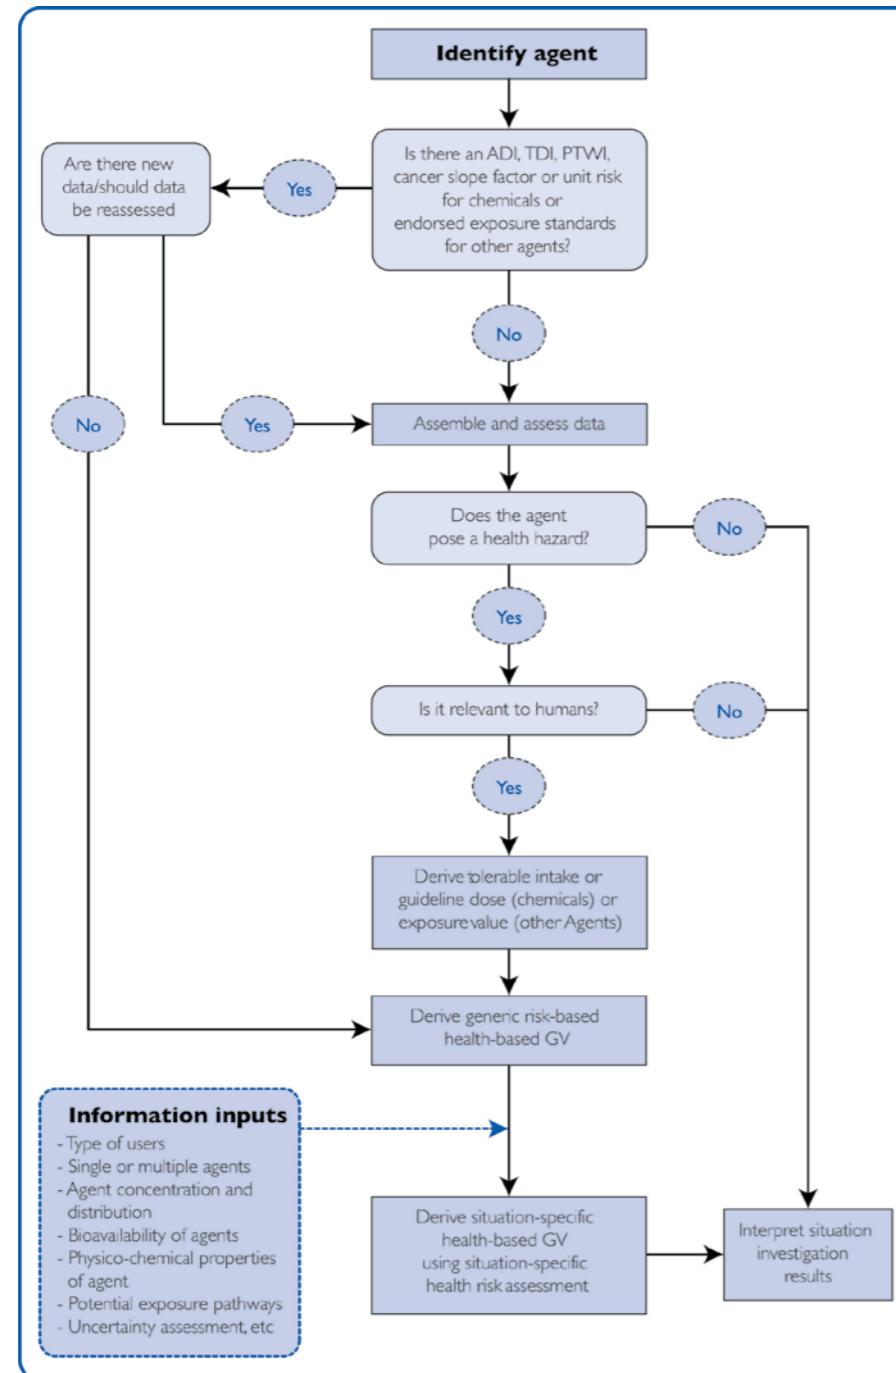 Identify agent
Is there an ADI, TDI, PTWI,
cancer slope factor or unit risk
for chemicals or
endorsed exposure standards
for other agents?
Yes
Are there new
data/should data
be reassessed
No
No
Yes
Assemble and assess data
Does the agent
pose a health hazard?
No
Yes
Is it relevant to humans?
No
Yes
Derive tolerable intake or
guideline dose (chemicals) or
exposure value (other Agents)
Derive generic risk-based
health-based GV
Information inputs
- Type of users
- Single or multiple agents
- Agent concentration and
distribution
- Bioavailability of agents
- Physico-chemical properties
of agent
- Potential exposure pathways
- Uncertainty assessment, etc
Derive situation-specific
health-based GV
using situation-specific
health risk assessment
Interpret situation
investigation
results